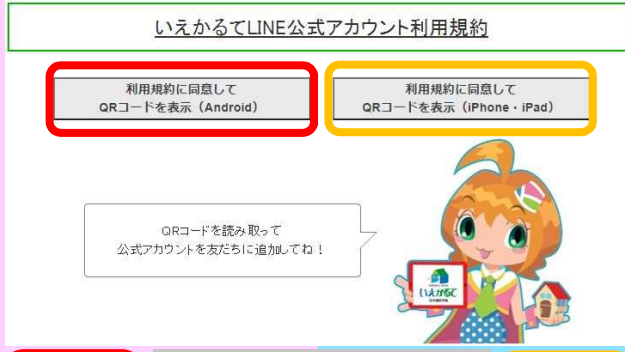 いえかるてLINE公式アカウント利用規約
利用規約に同意して
QRコードを表示（Android）
利用規約に同意して
QRコードを表示（iPhone・iPad）
QRコードを読み取って
公式アカウントを友だちに追加してね！
いえかるて